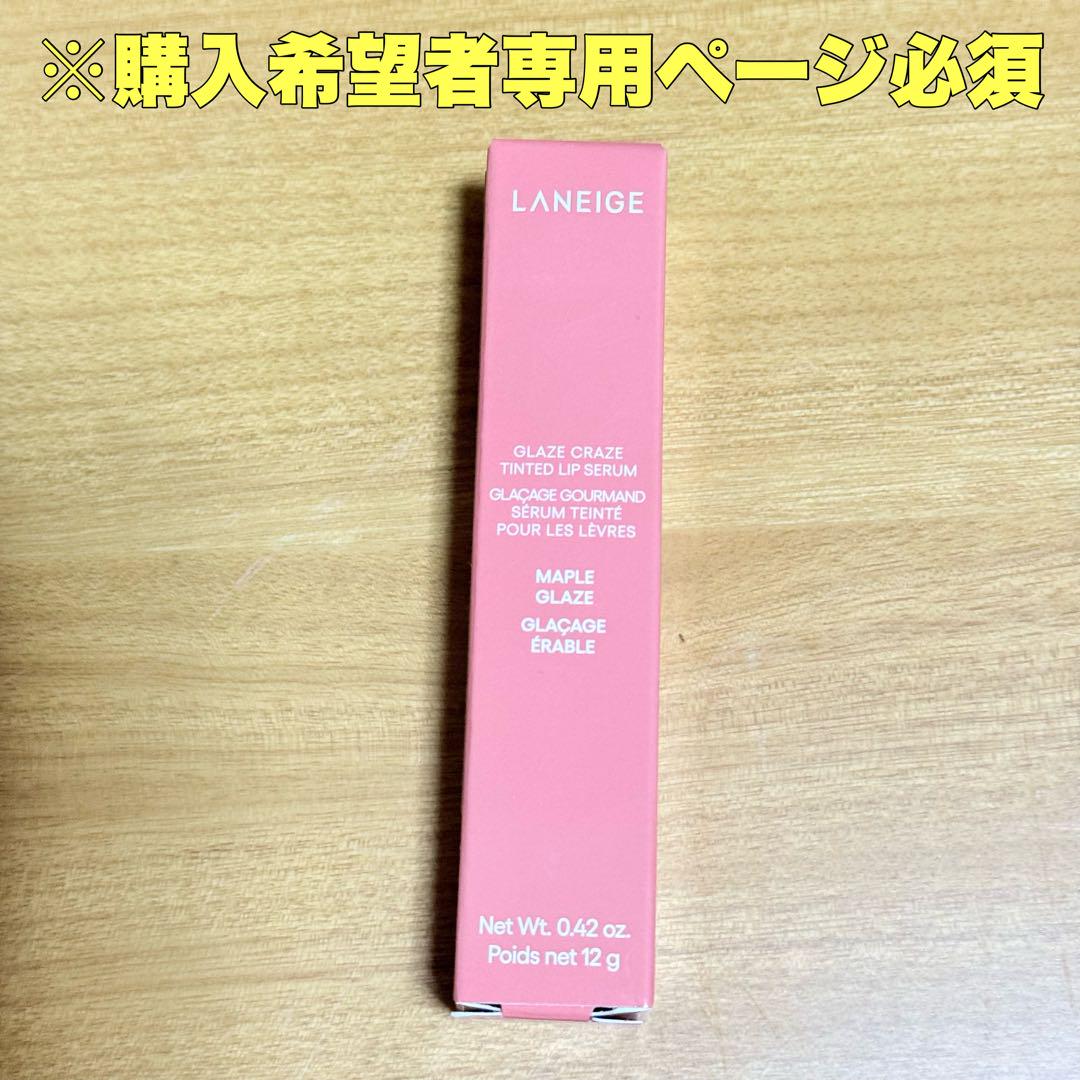 ※購入希望者専用ページ必須
LANEIGE
GLAZE CRAZE
TINTED LIP SERUM
GLAÇAGE GOURMAND
SÉRUM TEINTÉ
POUR LES LÈVRES
MAPLE
GLAZE
GLAÇAGE
ÉRABLE
Net Wt. 0.42 oz.
Poids net 12 g